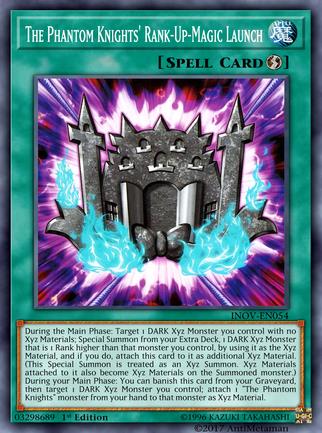 The Phantom Knights' Rank-Up-Magic Launch
[Spell Card]
INOV-EN054
During the Main Phase: Target 1 DARK Xyz Monster you control with no
Xyz Materials; Special Summon from your Extra Deck, 1 DARK Xyz Monster
that is 1 Rank higher than that monster you control, by using it as the Xyz
Material, and if you do, attach this card to it as additional Xyz Material.
(This Special Summon is treated as an Xyz Summon. Xyz Materials
attached to it also become Xyz Materials on the Summoned monster.)
During your Main Phase: You can banish this card from your Graveyard,
then target 1 DARK Xyz Monster you control; attach 1 "The Phantom
Knights" monster from your hand to that monster as Xyz Material.
03298689
1st Edition
©1996 KAZUKI TAKAHASHI
©2017 AntiMetaman